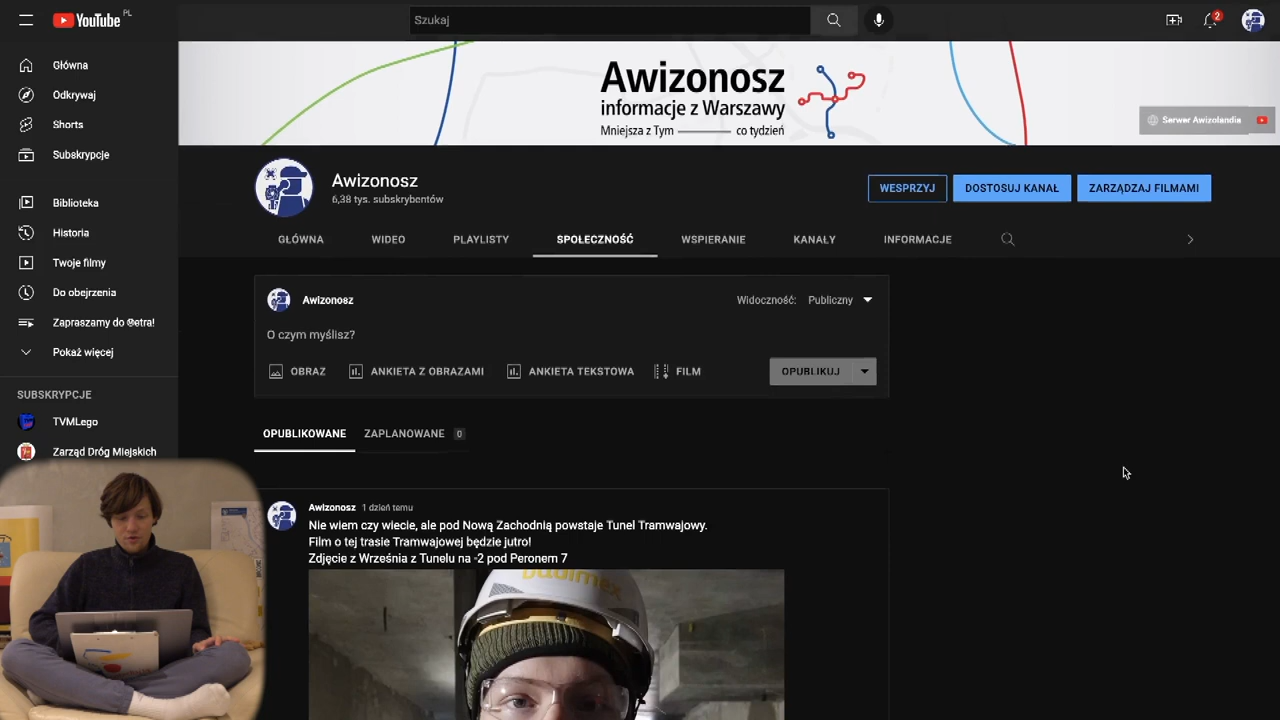 YouTube PL
Szukaj
2
Główna
Odkrywaj
Shorts
Subskrypcje
Biblioteka
Historia
Twoje filmy
Do obejrzenia
Zapraszamy do
Pokaż więcej
SUBSKRYPCJE
TVMLego
Zarząd Dróg Miejskich
Awizonosz
informacje z Warszawy
Mniejsza z Tym co tydzień
Serwer Awizolandia
Awizonosz
6,38 tys. subskrybentów
WESPRZYJ
DOSTOSUJ KANAŁ
ZARZĄDZAJ FILMAMI
GŁÓWNA
WIDEO
PLAYLISTY
SPOŁECZNOŚĆ
WSPIERANIE
KANAŁY
INFORMACJE
Awizonosz
Widoczność: Publiczny
O czym myślisz?
OBRAZ
ANKIETA Z OBRAZAMI
ANKIETA TEKSTOWA
FILM
OPUBLIKUJ
OPUBLIKOWANE
ZAPLANOWANE 0
Awizonosz 1 dzień temu
Nie wiem czy wiecie, ale pod Nową Zachodnią powstaje Tunel Tramwajowy.
Film o tej trasie Tramwajowej będzie jutro!
Zdjęcie z Września z Tunelu na -2 pod Peronem 7
budimex